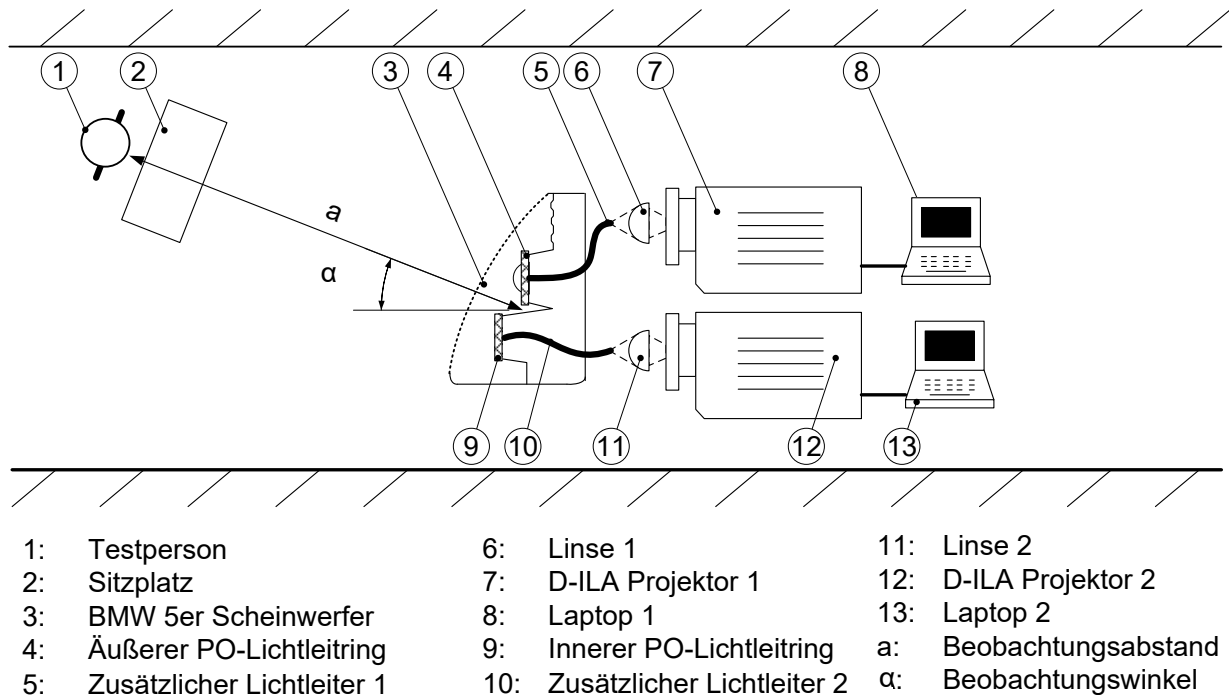 1 2 3 4 5 6 7 8
a
α
9 10 11 12 13
1: Testperson
2: Sitzplatz
3: BMW 5er Scheinwerfer
4: Äußerer PO-Lichtleitring
5: Zusätzlicher Lichtleiter 1
6: Linse 1
7: D-ILA Projektor 1
8: Laptop 1
9: Innerer PO-Lichtleitring
10: Zusätzlicher Lichtleiter 2
11: Linse 2
12: D-ILA Projektor 2
13: Laptop 2
a: Beobachtungsabstand
α: Beobachtungswinkel